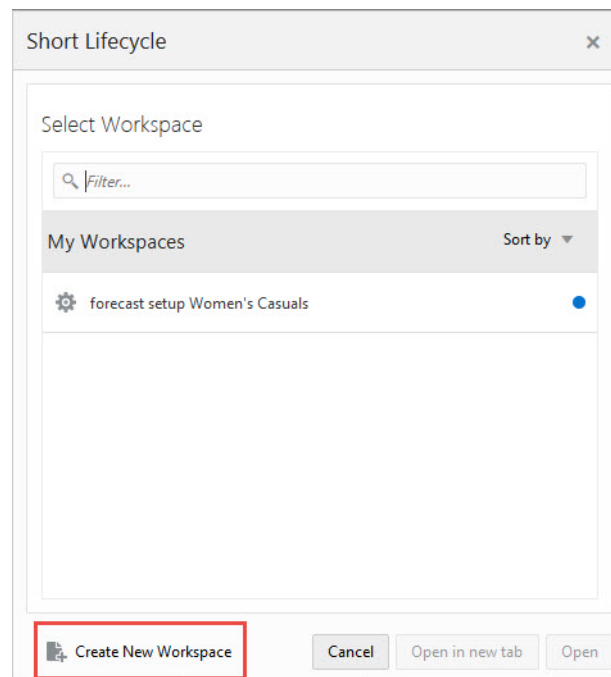 Short Lifecycle
Select Workspace
Filter...
My Workspaces Sort by
forecast setup Women's Casuals
Create New Workspace Cancel Open in new tab Open